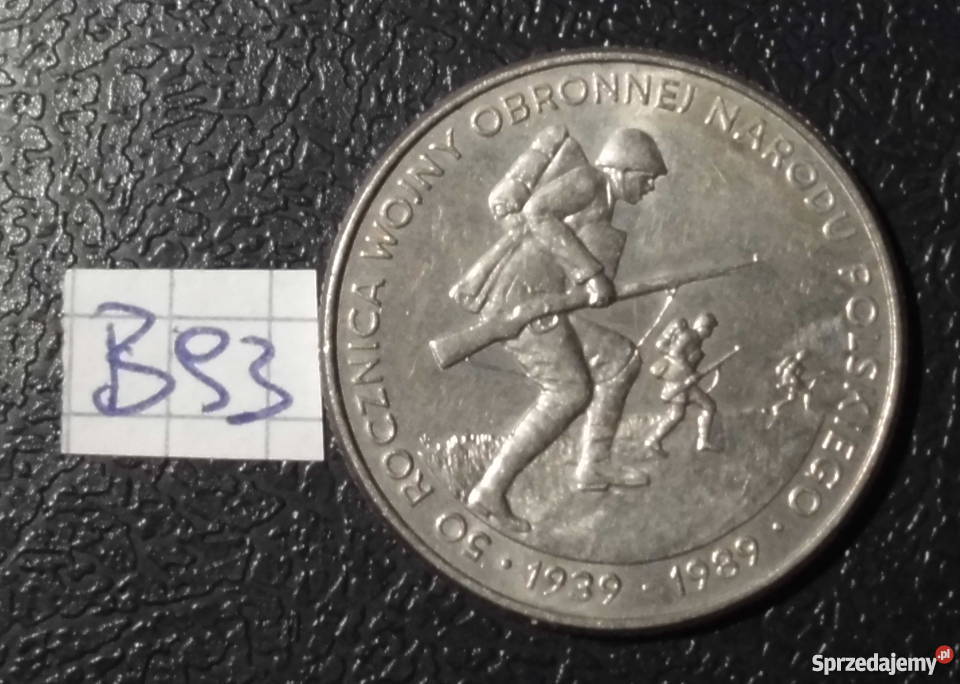 B93
50 ROCZNICA WOJNY OBRONNEJ NARODU POLSKIEGO · 1939 - 1989 ·
Sprzedajemy.pl